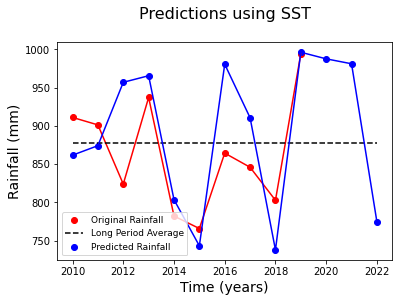 Predictions using SST
1000
950
900
850
800
750
Rainfall (mm)
Original Rainfall
Long Period Average
Predicted Rainfall
2010 2012 2014 2016 2018 2020 2022
Time (years)